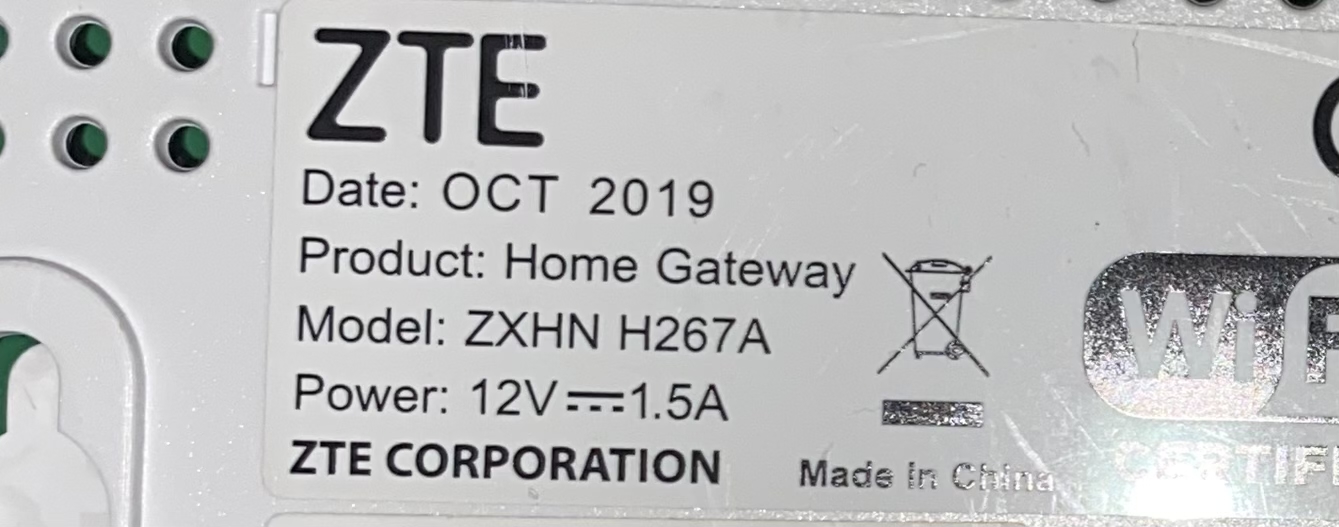 ZTE
Date: OCT 2019
Product: Home Gateway
Model: ZXHN H267A
Power: 12V⎓1.5A
ZTE CORPORATION
Made in China
Wi